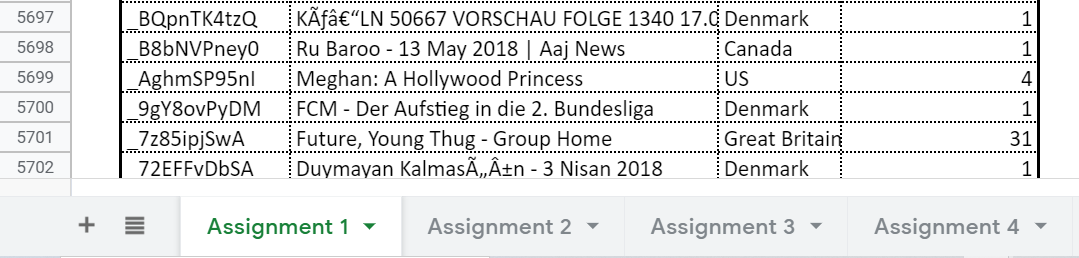 5697 _BQpnTK4tzQ KÃƒâ€“LN 50667 VORSCHAU FOLGE 1340 17.0 Denmark 1
5698 _B8bNVPney0 Ru Baroo - 13 May 2018 | Aaj News Canada 1
5699 _AghmSP95nI Meghan: A Hollywood Princess US 4
5700 _9gY8ovPyDM FCM - Der Aufstieg in die 2. Bundesliga Denmark 1
5701 _7z85ipjSwA Future, Young Thug - Group Home Great Britain 31
5702 _72EFFvDbSA Duymayan KalmasÃ„Â±n - 3 Nisan 2018 Denmark 1
Assignment 1 Assignment 2 Assignment 3 Assignment 4